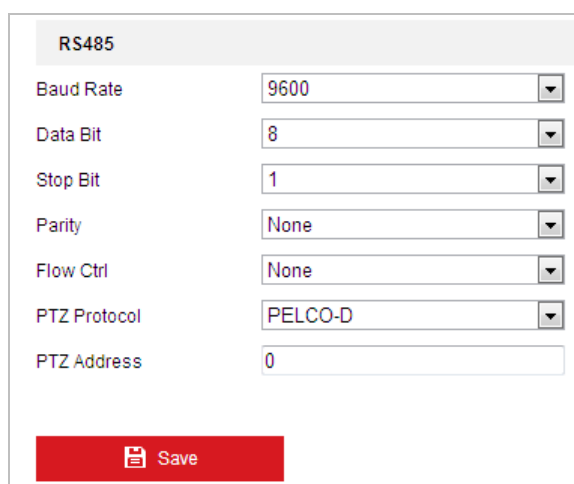 RS485
Baud Rate 9600
Data Bit 8
Stop Bit 1
Parity None
Flow Ctrl None
PTZ Protocol PELCO-D
PTZ Address 0
Save